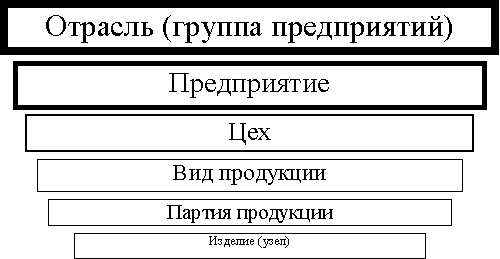 Отрасль (группа предприятий)
Предприятие
Цех
Вид продукции
Партия продукции
Изделие (узел)